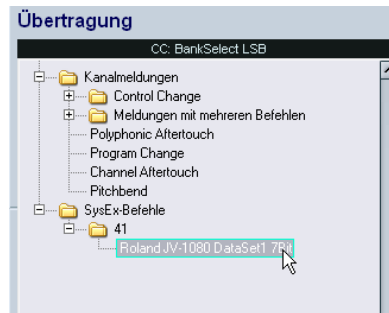 Übertragung
CC: BankSelect LSB
Kanalmeldungen
Control Change
Meldungen mit mehreren Befehlen
Polyphonic Aftertouch
Program Change
Channel Aftertouch
Pitchbend
SysEx-Befehle
41
Roland JV-1080 DataSet1 7Bit